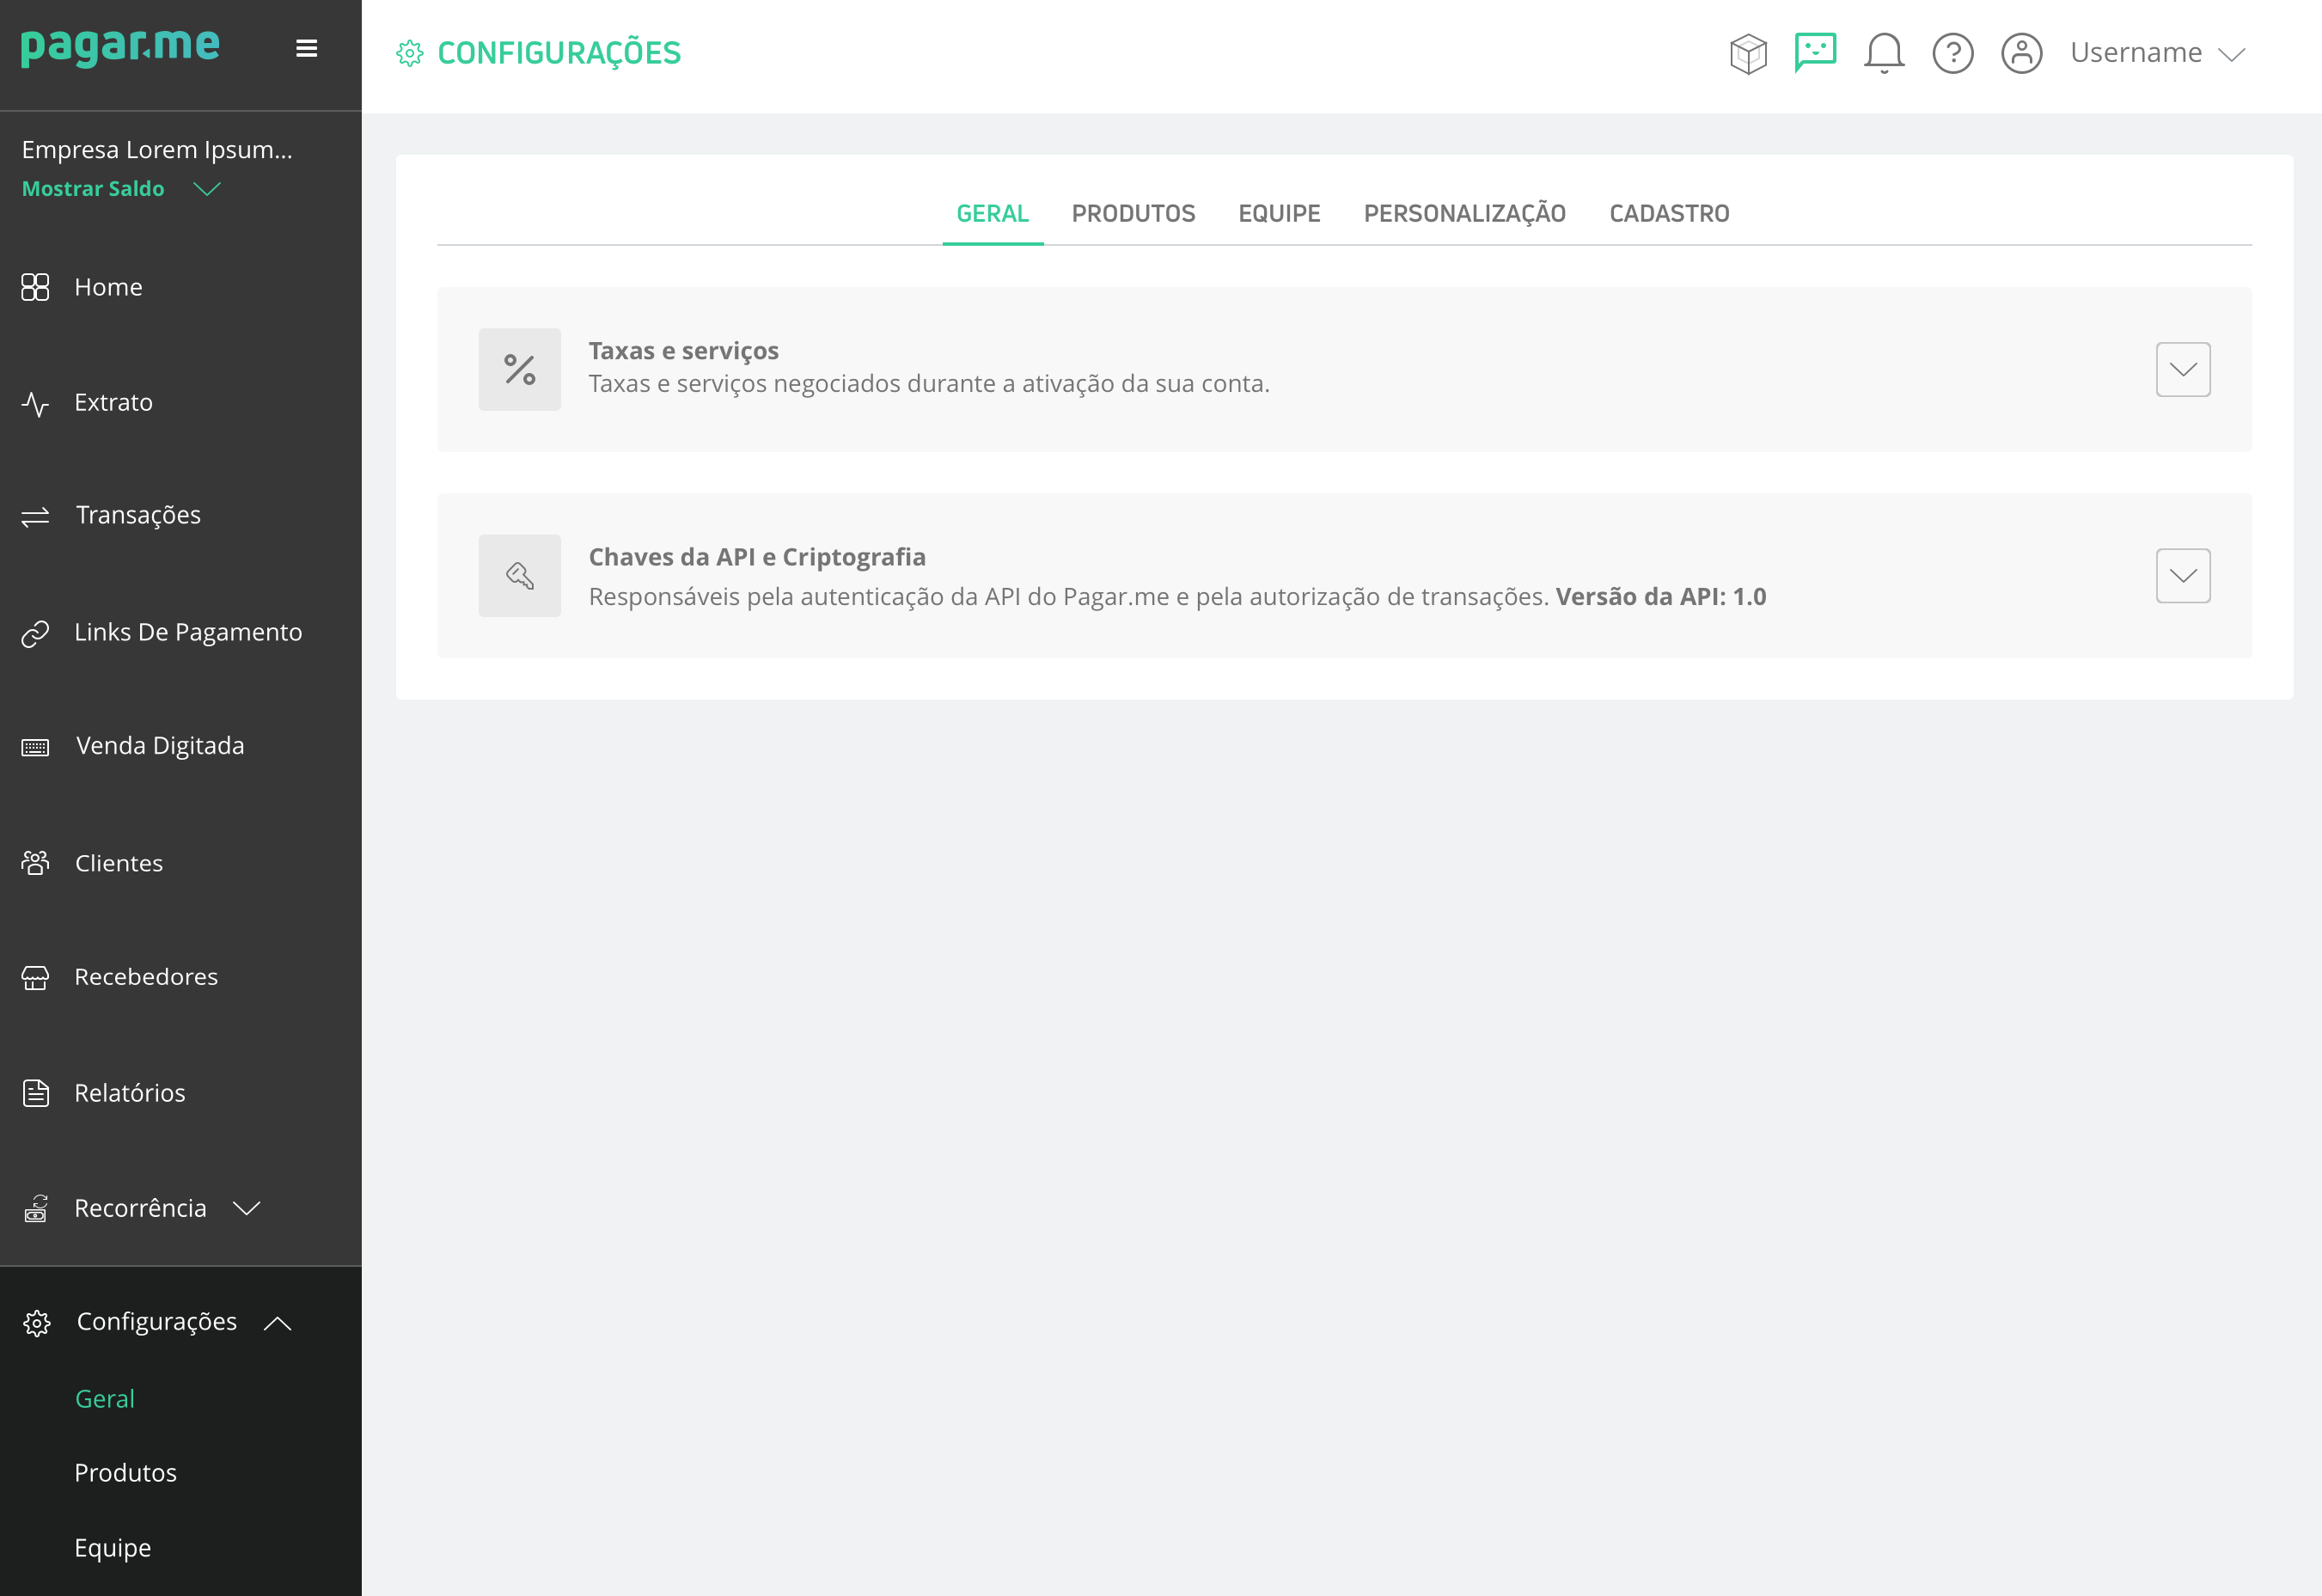 pagar.me
Empresa Lorem Ipsum...
Mostrar Saldo
Home
Extrato
Transações
Links De Pagamento
Venda Digitada
Clientes
Recebedores
Relatórios
Recorrência
Configurações
Geral
Produtos
Equipe
CONFIGURAÇÕES
Username
GERAL PRODUTOS EQUIPE PERSONALIZAÇÃO CADASTRO
Taxas e serviços
Taxas e serviços negociados durante a ativação da sua conta.
Chaves da API e Criptografia
Responsáveis pela autenticação da API do Pagar.me e pela autorização de transações. Versão da API: 1.0